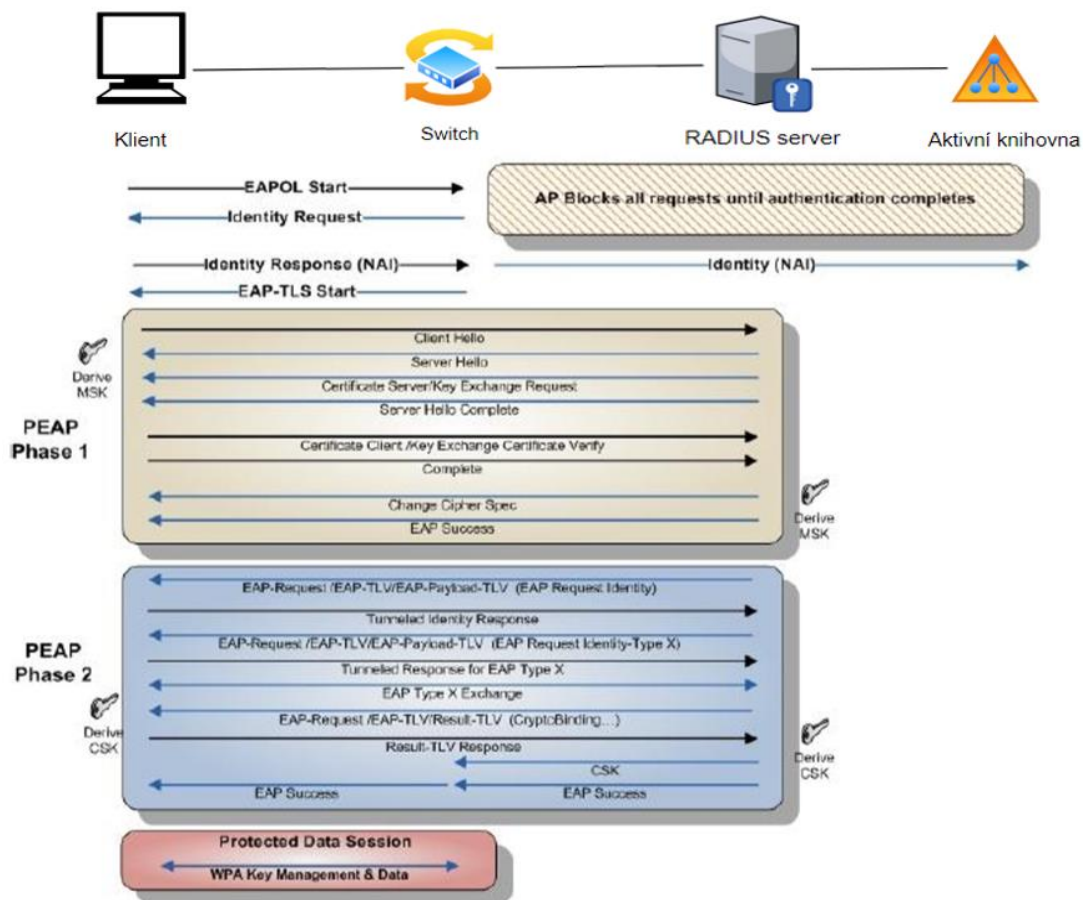 Klient
Switch
RADIUS server
Aktivní knihovna
EAPOL Start
AP Blocks all requests until authentication completes
Identity Request
Identity Response (NAI)
Identity (NAI)
EAP-TLS Start
Client Hello
Server Hello
Derive
MSK
Certificate Server/Key Exchange Request
Server Hello Complete
PEAP
Phase 1
Certificate Client /Key Exchange Certificate Verify
Complete
Change Cipher Spec
EAP Success
Derive
MSK
EAP-Request /EAP-TLV/EAP-Payload-TLV (EAP Request Identity)
Tunneled Identity Response
EAP-Request /EAP-TLV/EAP-Payload-TLV (EAP Request Identity-Type X)
PEAP
Phase 2
Tunneled Response for EAP Type X
EAP Type X Exchange
EAP-Request /EAP-TLV/Result-TLV (CryptoBinding...)
Derive
CSK
Result-TLV Response
CSK
Derive
CSK
EAP Success
EAP Success
Protected Data Session
WPA Key Management & Data